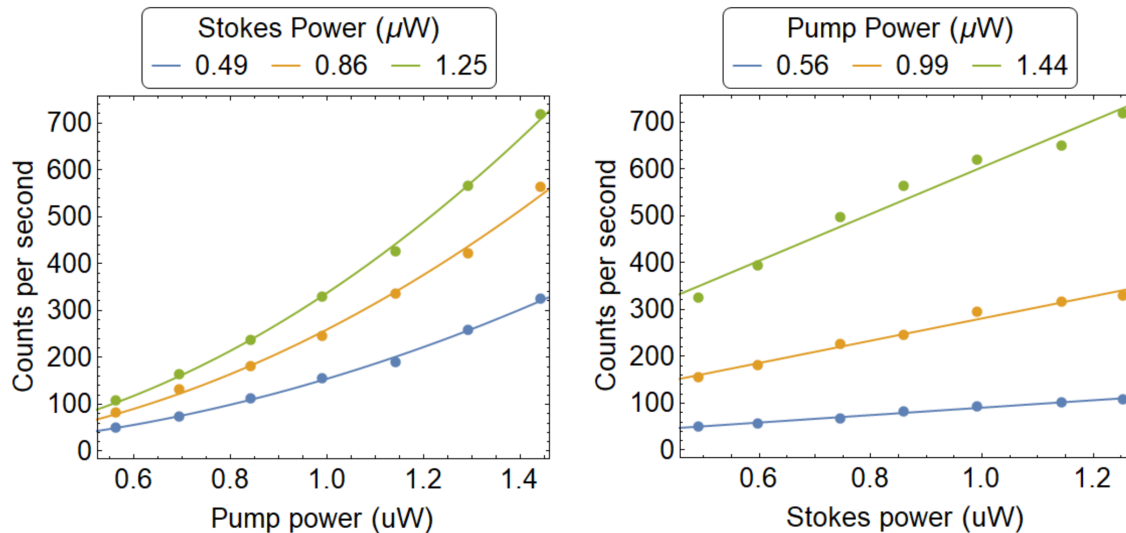 Stokes Power (μW)
0.49 0.86 1.25
700
600
500
400
300
200
100
0
Counts per second
0.6 0.8 1.0 1.2 1.4
Pump power (uW)
Pump Power (μW)
0.56 0.99 1.44
700
600
500
400
300
200
100
0
Counts per second
0.6 0.8 1.0 1.2
Stokes power (uW)